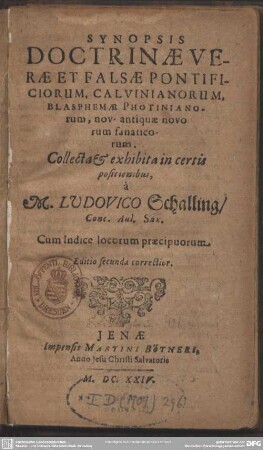 SYNOPSIS
DOCTRINÆ VE-
RÆ ET FALSÆ PONTIFI-
CIORUM, CALVINIANORUM,
BLASPHEMÆ PHOTINIANO-
rum, nov-antiquæ novo
rum fanatico-
rum.
Collecta & exhibita in certis
positionibus,
à
M. LUDOVICO Schalling/
Conc. Aul. Sax.
Cum Indice locorum præcipuorum.
Editio secunda correctior.
JENÆ
Impensis MARTINI BÖTNERI,
Anno Jesu Christi Salvatoris
M. DC. XXIV.